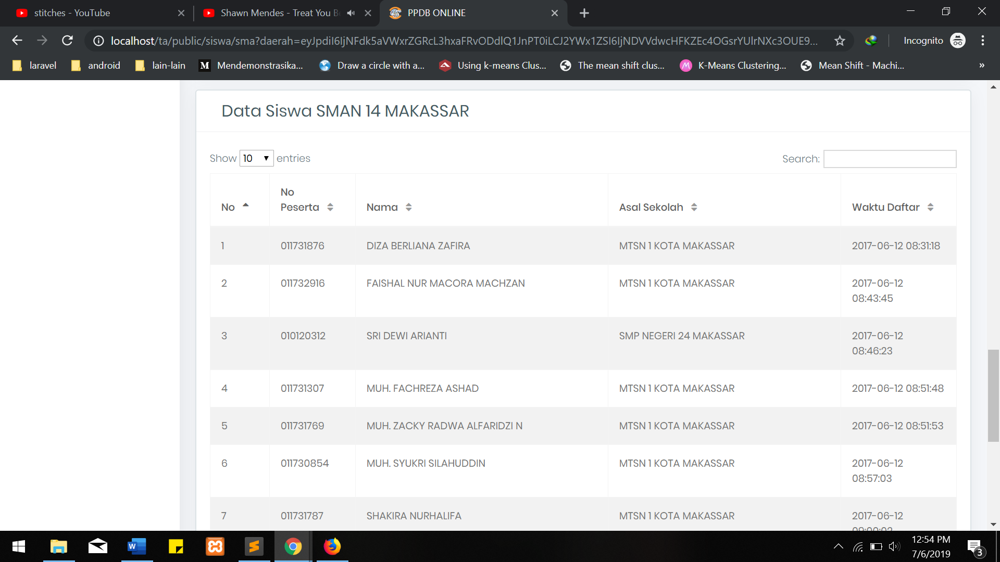 stitches - YouTube
Shawn Mendes - Treat You B
PPDB ONLINE
localhost/ta/public/siswa/sma?daerah=eyJpdiI6IjNFdk5aVWxrZGRcL3hxaFRvODdlQ1JnPT0iLCJ2YWx1ZSI6IjNDVVdwcHFKZEc4OGsrYUlrNXc3OUE9...
Incognito
laravel
android
lain-lain
M Mendemonstrasika...
Draw a circle with a...
Using k-means Clus...
The mean shift clus...
K-Means Clustering...
Mean Shift - Machi...
»
Data Siswa SMAN 14 MAKASSAR
Show 10 entries
Search:
No
No Peserta
Nama
Asal Sekolah
Waktu Daftar
1 011731876 DIZA BERLIANA ZAFIRA MTSN 1 KOTA MAKASSAR 2017-06-12 08:31:18
2 011732916 FAISHAL NUR MACORA MACHZAN MTSN 1 KOTA MAKASSAR 2017-06-12
08:43:45
3 010120312 SRI DEWI ARIANTI SMP NEGERI 24 MAKASSAR 2017-06-12
08:46:23
4 011731307 MUH. FACHREZA ASHAD MTSN 1 KOTA MAKASSAR 2017-06-12 08:51:48
5 011731769 MUH. ZACKY RADWA ALFARIDZI N MTSN 1 KOTA MAKASSAR 2017-06-12 08:51:53
6 011730854 MUH. SYUKRI SILAHUDDIN MTSN 1 KOTA MAKASSAR 2017-06-12
08:57:03
7 011731787 SHAKIRA NURHALIFA MTSN 1 KOTA MAKASSAR 2017-06-12
12:54 PM
7/6/2019
3